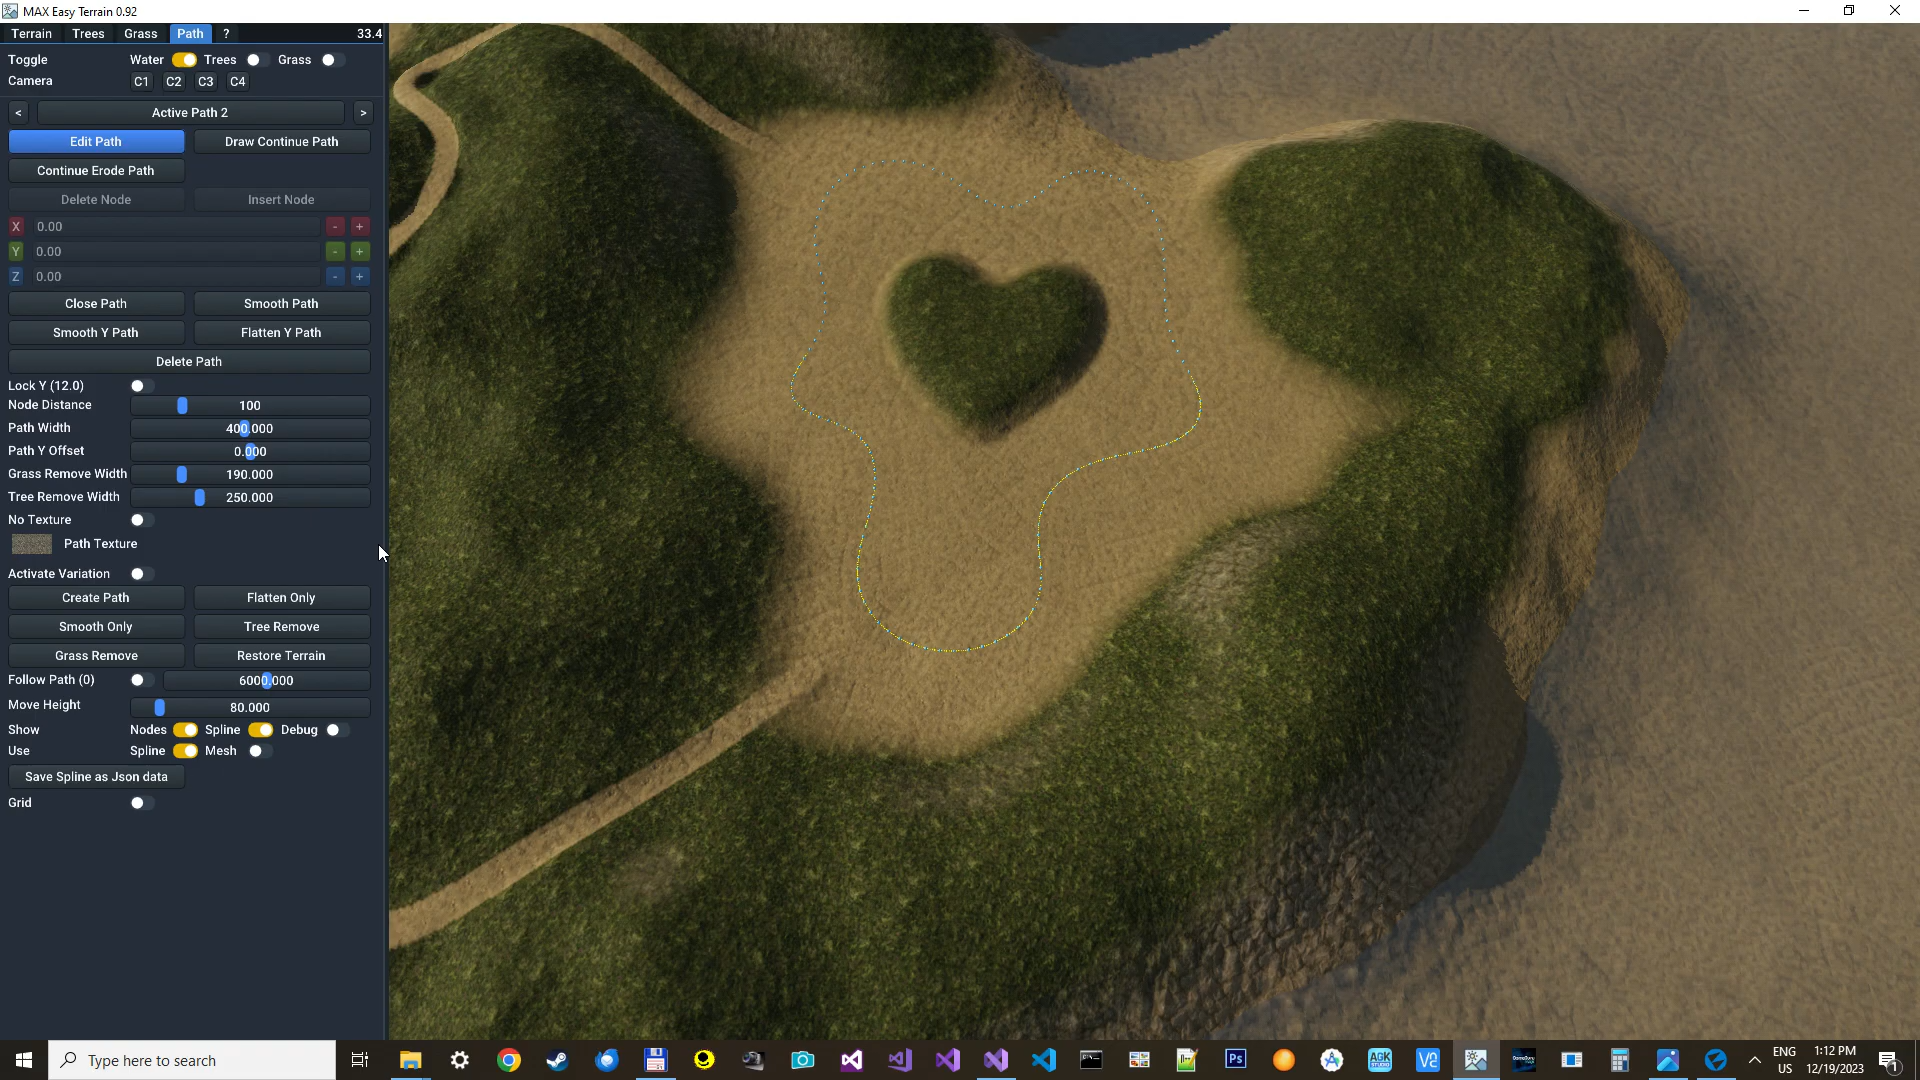 MAX Easy Terrain 0.92
Terrain Trees Grass Path ? 33.4
Toggle Water Trees Grass
Camera C1 C2 C3 C4
< Active Path 2 >
Edit Path Draw Continue Path
Continue Erode Path
Delete Node Insert Node
X 0.00 - +
Y 0.00 - +
Z 0.00 - +
Close Path Smooth Path
Smooth Y Path Flatten Y Path
Delete Path
Lock Y (12.0)
Node Distance 100
Path Width 400.000
Path Y Offset 0.000
Grass Remove Width 190.000
Tree Remove Width 250.000
No Texture
Path Texture
Activate Variation
Create Path Flatten Only
Smooth Only Tree Remove
Grass Remove Restore Terrain
Follow Path (0) 6000.000
Move Height 80.000
Show Nodes Spline Debug
Use Spline Mesh
Save Spline as Json data
Grid
Type here to search
Ps
AGK
STUDIO
ENG
US
1:12 PM
12/19/2023
1